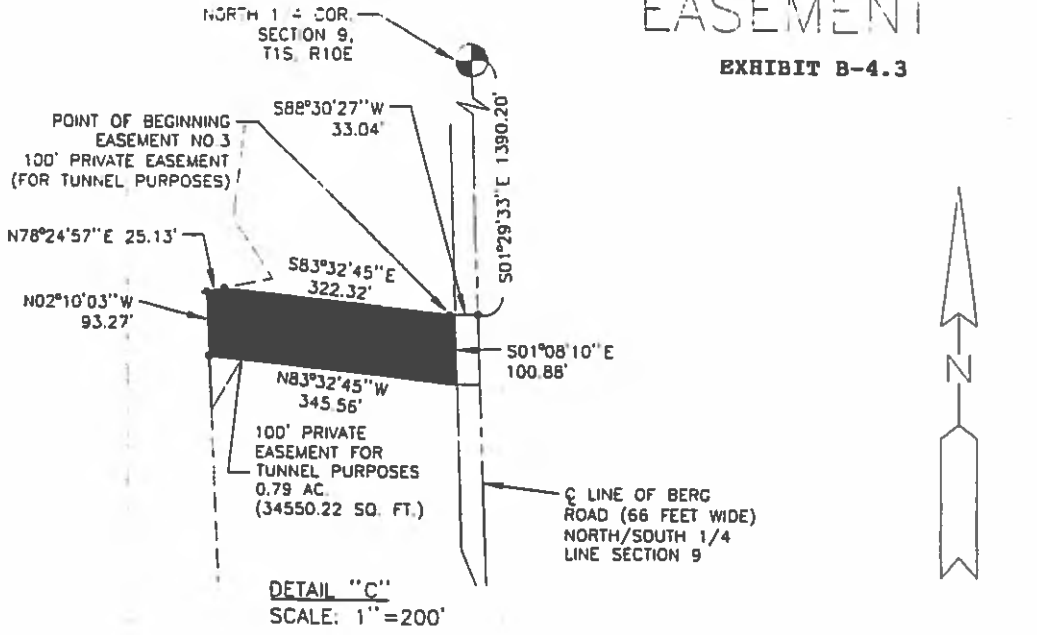 EASEMENT
EXHIBIT B-4.3
NORTH 1/4 COR.
SECTION 9,
T1S, R10E
S88°30'27"W
33.04'
S01°29'33"E 1390.20'
POINT OF BEGINNING
EASEMENT NO.3
100' PRIVATE EASEMENT
(FOR TUNNEL PURPOSES)
N78°24'57"E 25.13'
S83°32'45"E
322.32'
N02°10'03"W
93.27'
S01°08'10"E
100.88'
N83°32'45"W
345.56'
100' PRIVATE
EASEMENT FOR
TUNNEL PURPOSES
0.79 AC.
(34550.22 SQ. FT.)
℄ LINE OF BERG
ROAD (66 FEET WIDE)
NORTH/SOUTH 1/4
LINE SECTION 9
N
DETAIL "C"
SCALE: 1"=200'